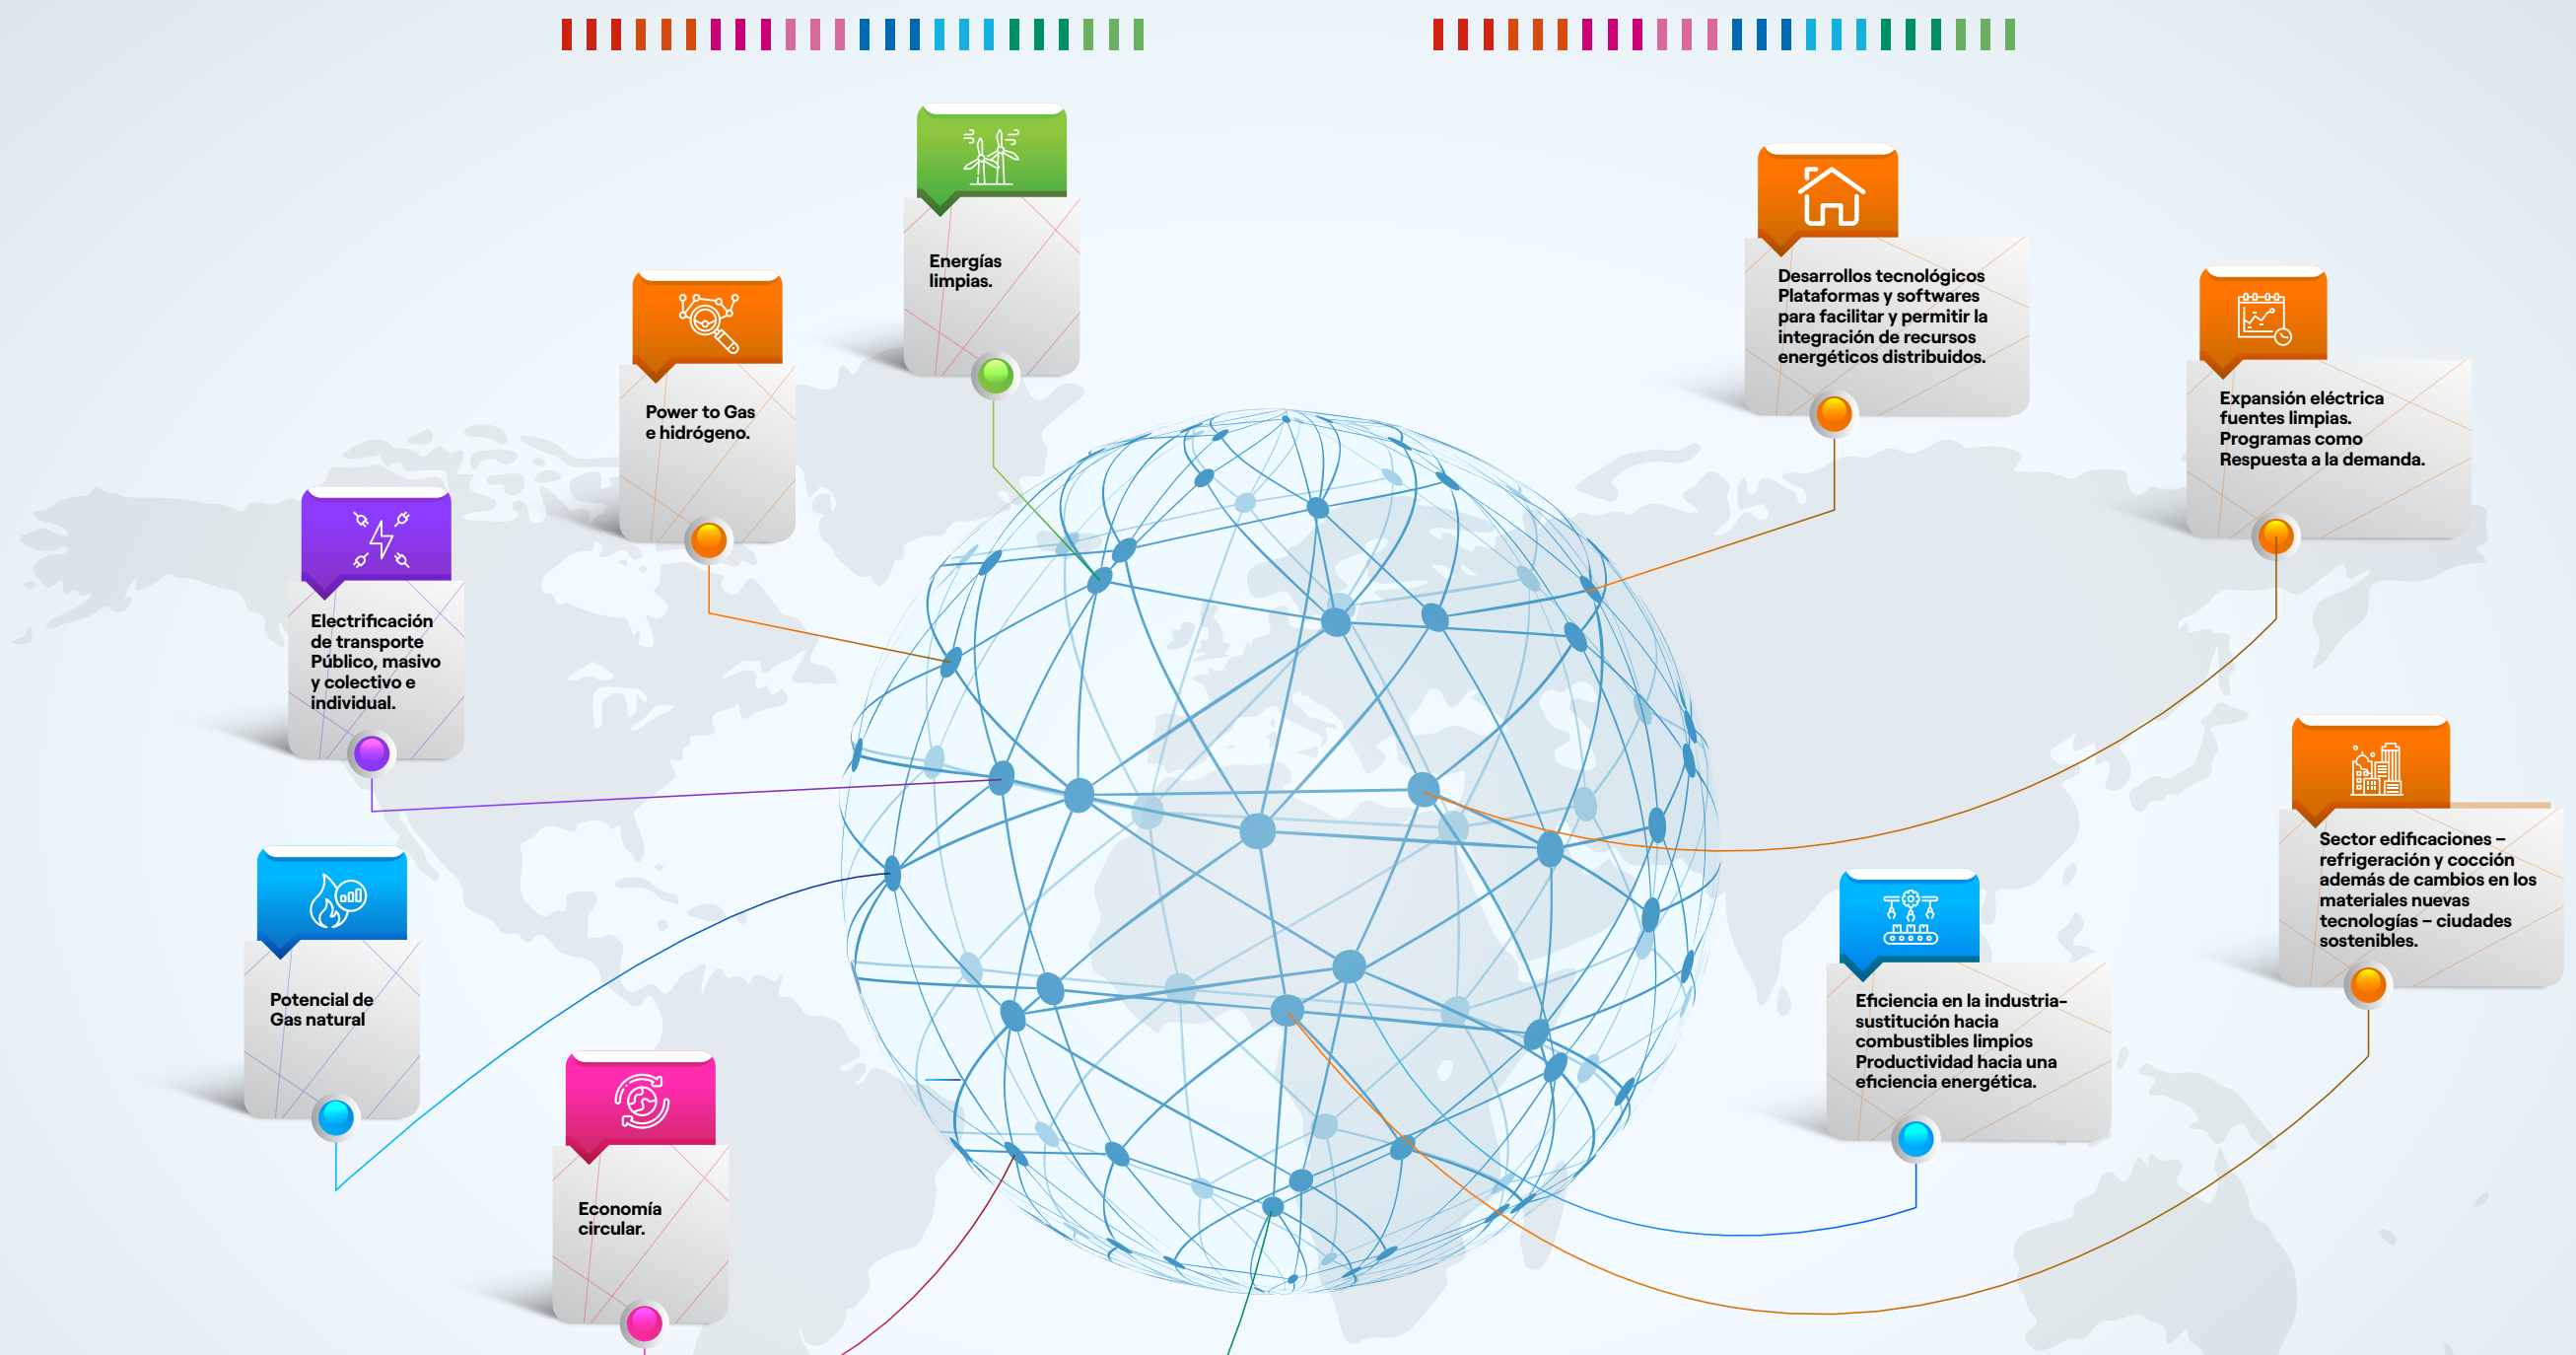 Energías
limpias.
Power to Gas
e hidrógeno.
Electrificación
de transporte
Público, masivo
y colectivo e
individual.
Potencial de
Gas natural
Economía
circular.
Desarrollos tecnológicos
Plataformas y softwares
para facilitar y permitir la
integración de recursos
energéticos distribuidos.
Expansión eléctrica
fuentes limpias.
Programas como
Respuesta a la demanda.
Sector edificaciones –
refrigeración y cocción
además de cambios en los
materiales nuevas
tecnologías – ciudades
sostenibles.
Eficiencia en la industria-
sustitución hacia
combustibles limpios
Productividad hacia una
eficiencia energética.